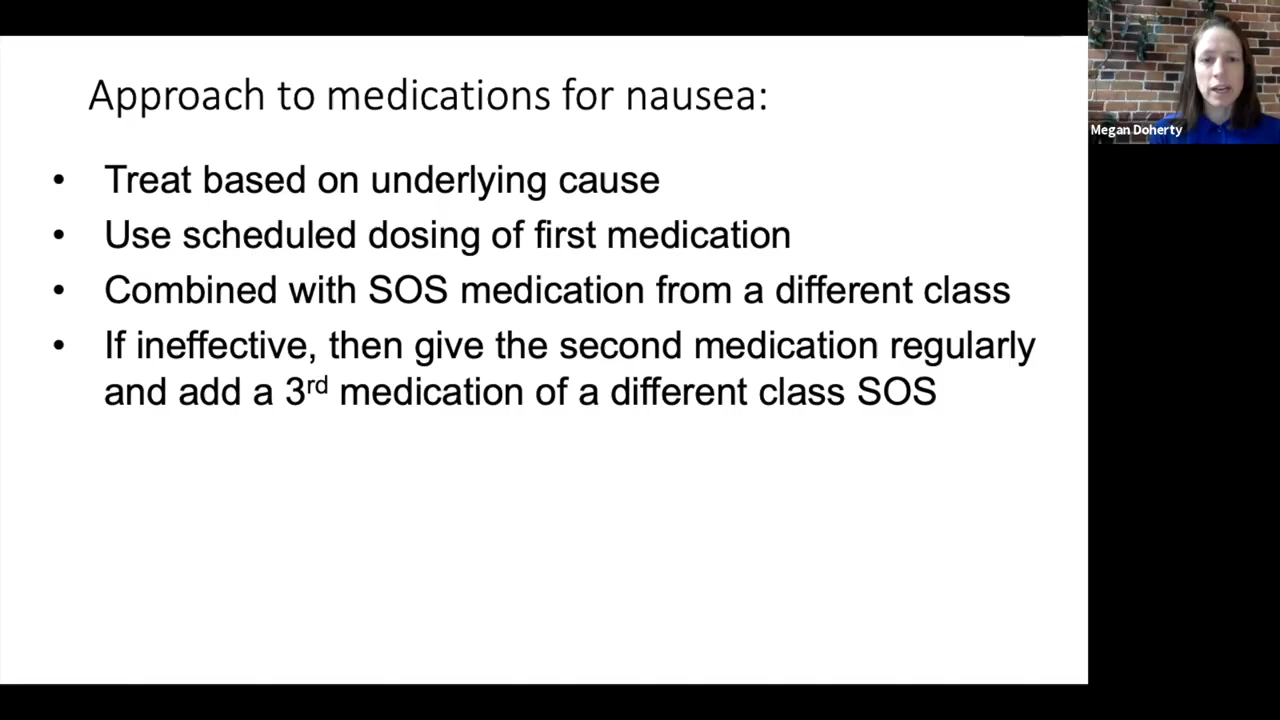 Approach to medications for nausea:
• Treat based on underlying cause
• Use scheduled dosing of first medication
• Combined with SOS medication from a different class
• If ineffective, then give the second medication regularly
and add a 3rd medication of a different class SOS
Megan Doherty